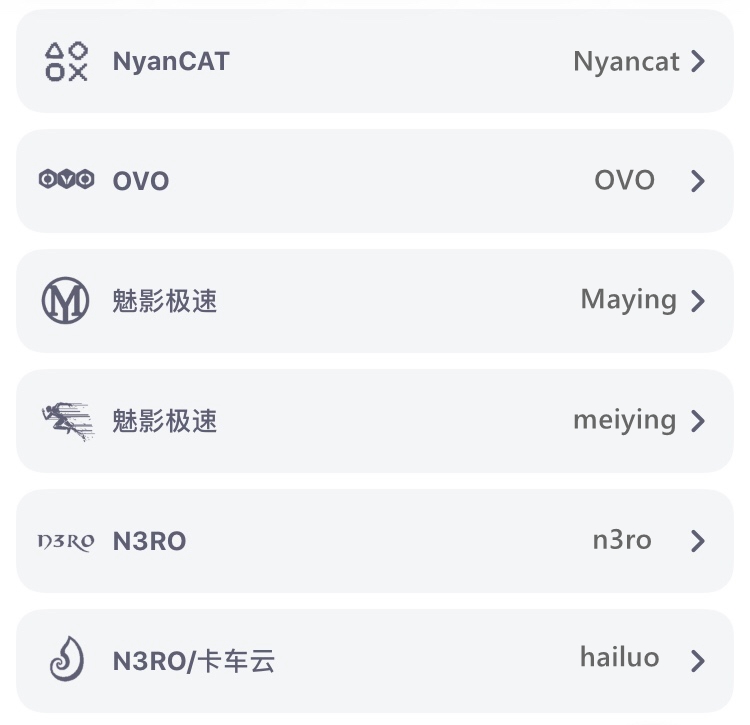 NyanCAT Nyancat
OVO OVO OVO
魅影极速 Maying
魅影极速 meiying
N3RO N3RO n3ro
N3RO/卡车云 hailuo